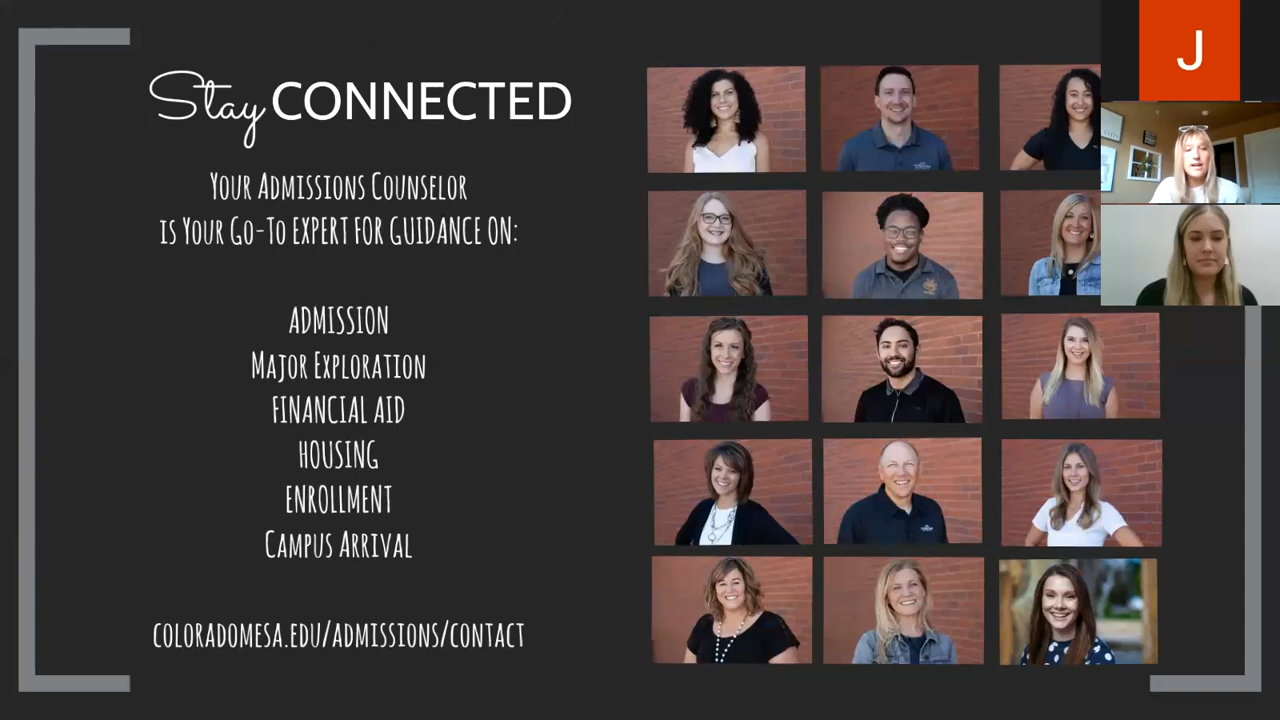 Stay CONNECTED
Your Admissions Counselor
is Your Go-To EXPERT FOR GUIDANCE ON:
ADMISSION
Major Exploration
FINANCIAL AID
HOUSING
ENROLLMENT
Campus Arrival
COLORADOMESA.EDU/ADMISSIONS/CONTACT
J